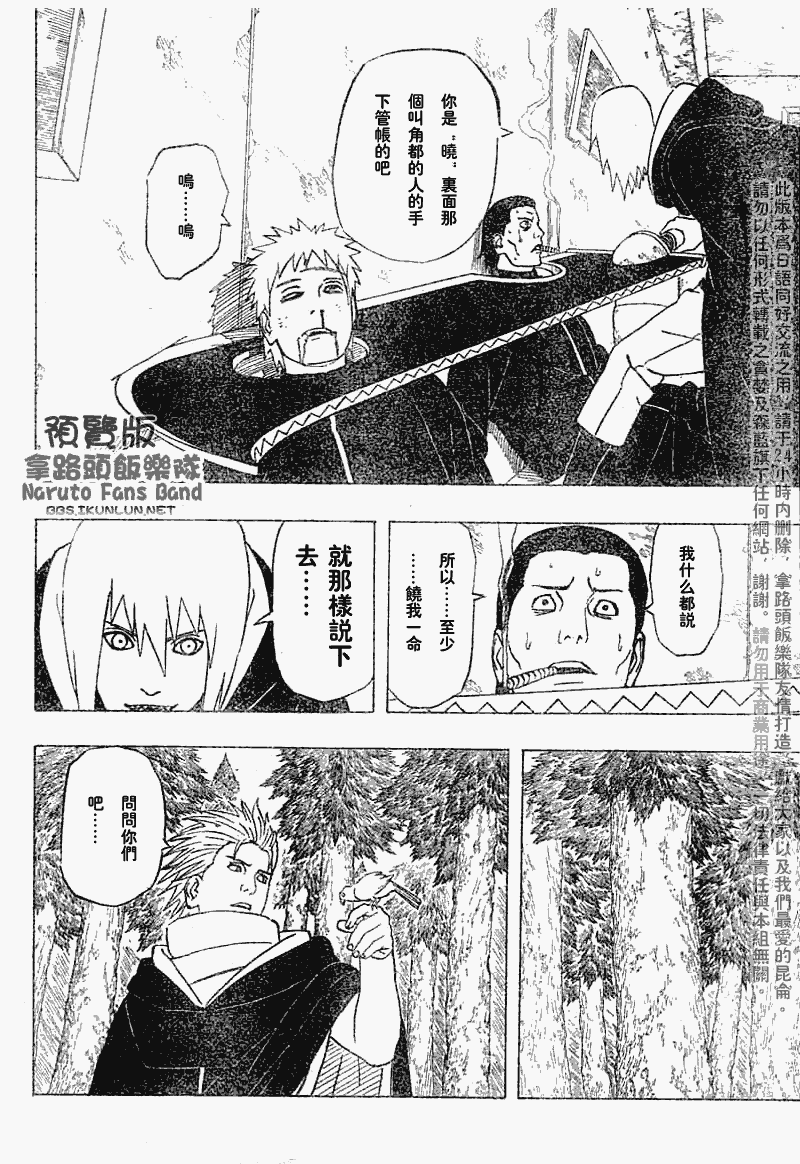 你是“曉”裏面那
個叫角都的人的手
下管帳的吧
嗚……嗚
我什么都說
所以……至少
……饒我一命
就那樣説下
去……
問問你們
吧……
預覽版
拿路頭飯樂隊
Naruto Fans Band
BBS.IKUNLUN.NET
此版本爲日語同好交流之用，請于24小時内删除，拿路頭飯樂隊友情打造，獻給大家以及我們最愛的昆侖。
請勿以任何形式轉載之貪婪及森藍旗下任何網站，謝謝。請勿用于商業用途，一切法律責任與本組無關。